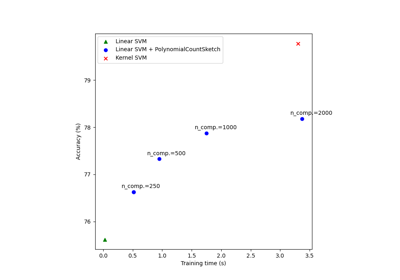 Linear SVM
Linear SVM + PolynomialCountSketch
Kernel SVM
79
n_comp.=2000
78
n_comp.=1000
n_comp.=500
77
n_comp.=250
76
Accuracy (%)
0.0 0.5 1.0 1.5 2.0 2.5 3.0 3.5
Training time (s)